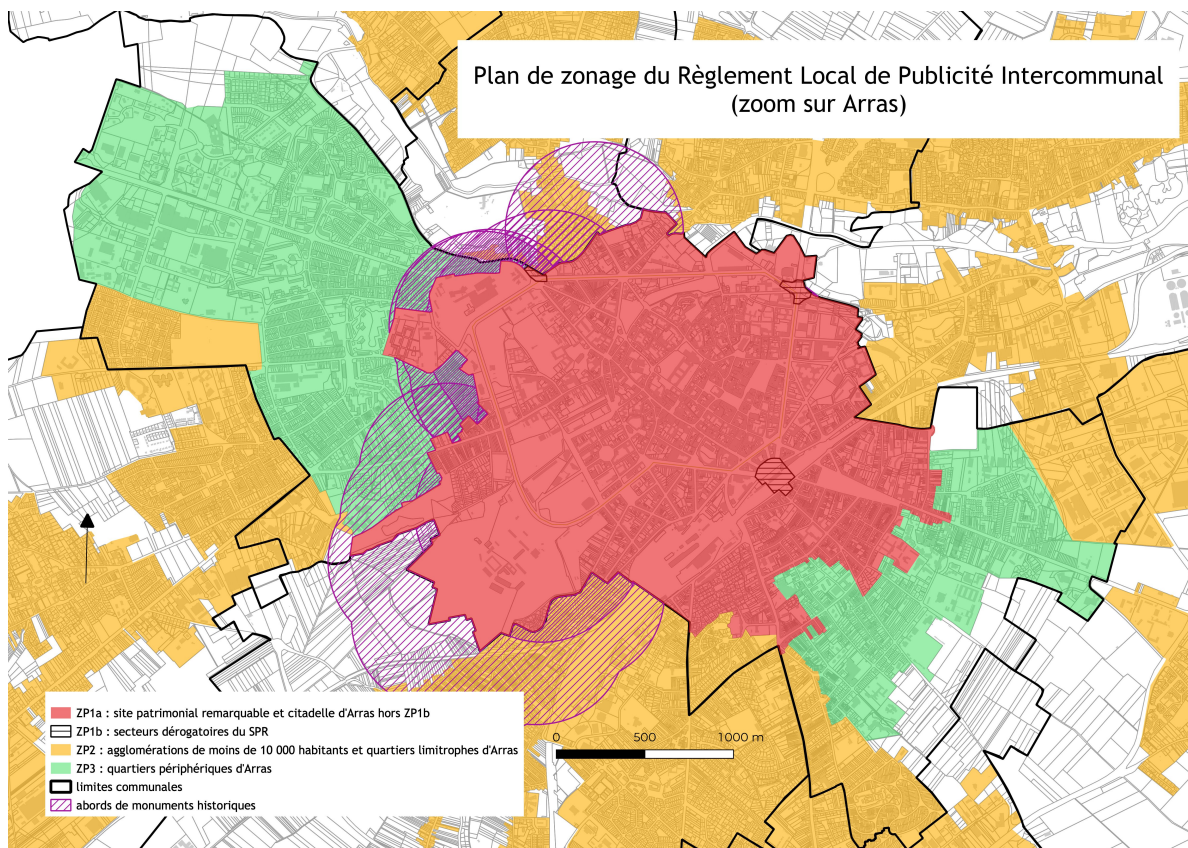 Plan de zonage du Règlement Local de Publicité Intercommunal
(zoom sur Arras)
ZP1a : site patrimonial remarquable et citadelle d'Arras hors ZP1b
ZP1b : secteurs dérogatoires du SPR
ZP2 : agglomérations de moins de 10 000 habitants et quartiers limitrophes d'Arras
ZP3 : quartiers périphériques d'Arras
limites communales
abords de monuments historiques
0 500 1000 m